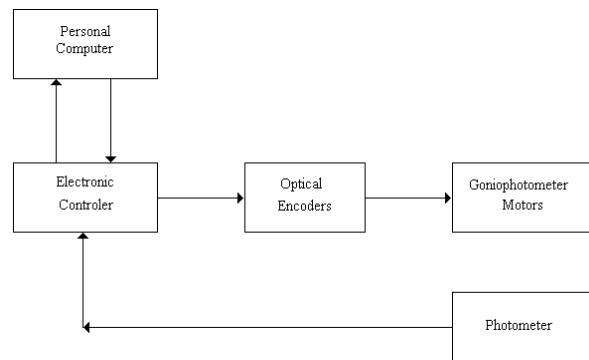 Personal
Computer
Electronic
Controler
Optical
Encoders
Goniophotometer
Motors
Photometer